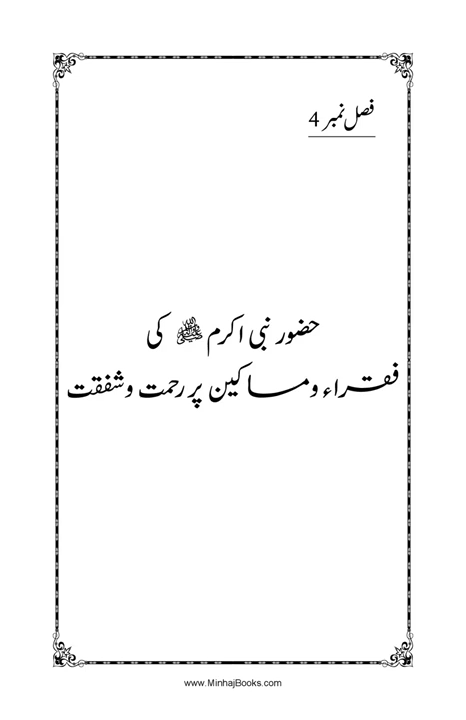 فصل نمبر 4
حضور نبی اکرم ﷺ کی
فقراء و مساکین پر رحمت و شفقت
www.MinhajBooks.com